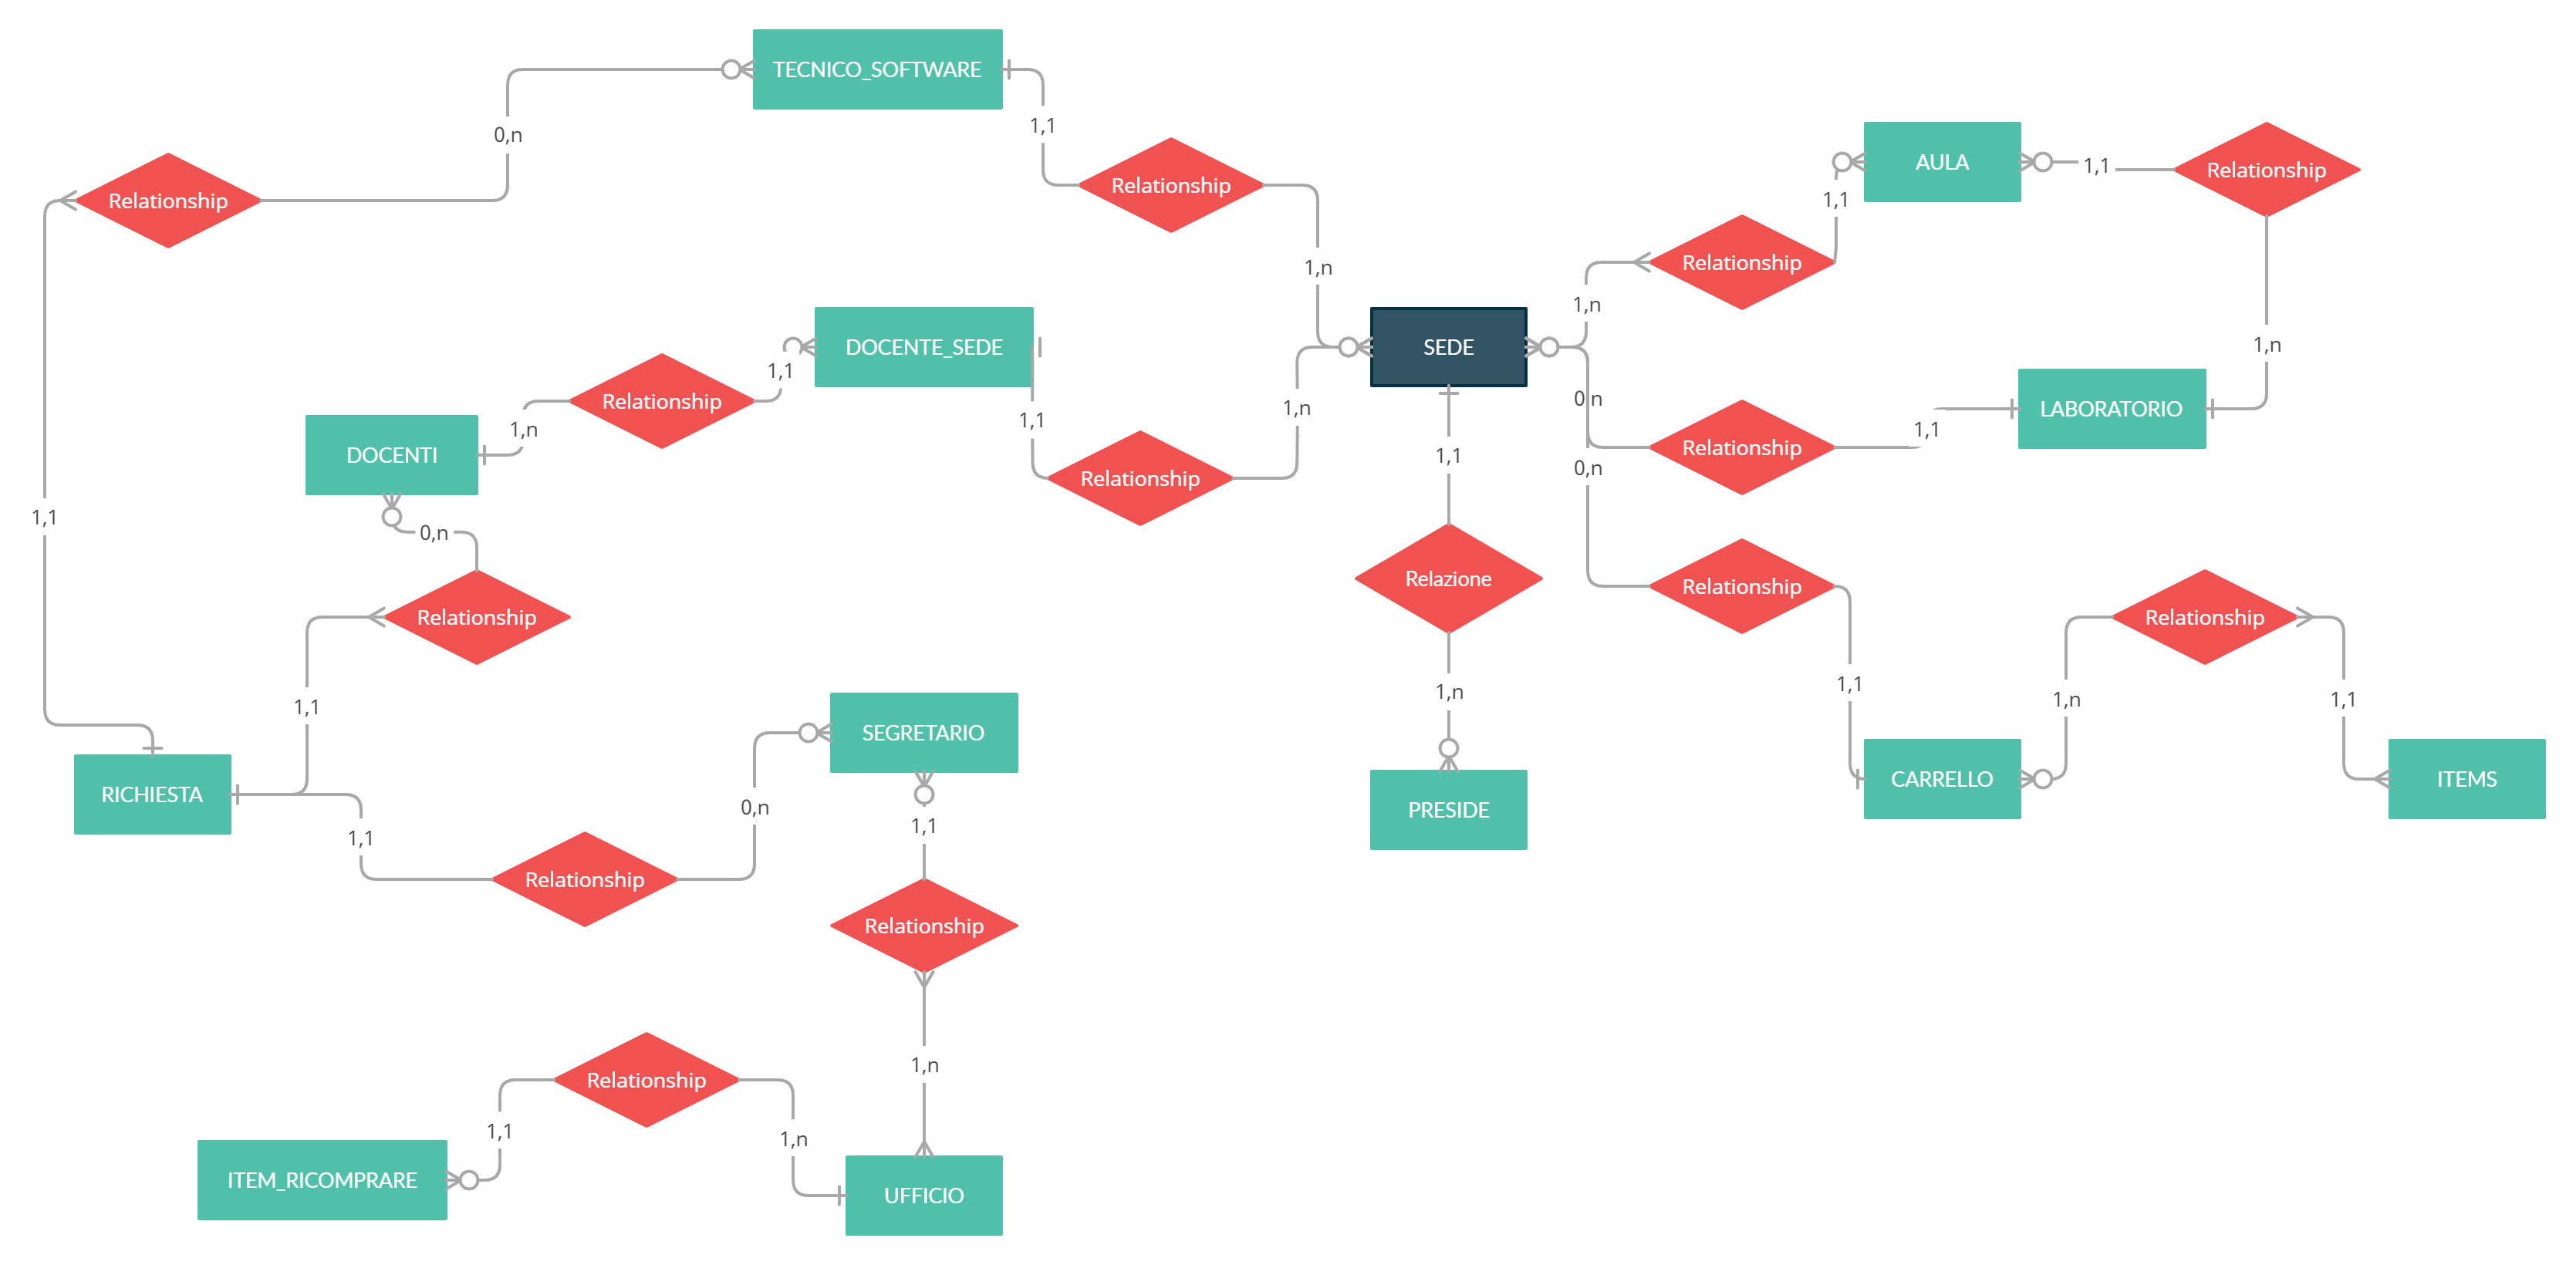 TECNICO_SOFTWARE
1,1
0,n
AULA
1,1
Relationship
Relationship
Relationship
1,1
Relationship
1,n
1,n
DOCENTE_SEDE
SEDE
1,n
1,1
0,n
Relationship
1,n
LABORATORIO
1,1
1,n
1,1
Relationship
DOCENTI
1,1
0,n
Relationship
1,1
0,n
Relazione
Relationship
Relationship
Relationship
1,1
1,n
1,1
1,n
1,1
SEGRETARIO
RICHIESTA
0,n
PRESIDE
CARRELLO
ITEMS
1,1
1,1
Relationship
Relationship
1,n
Relationship
1,1
1,n
ITEM_RICOMPRARE
UFFICIO